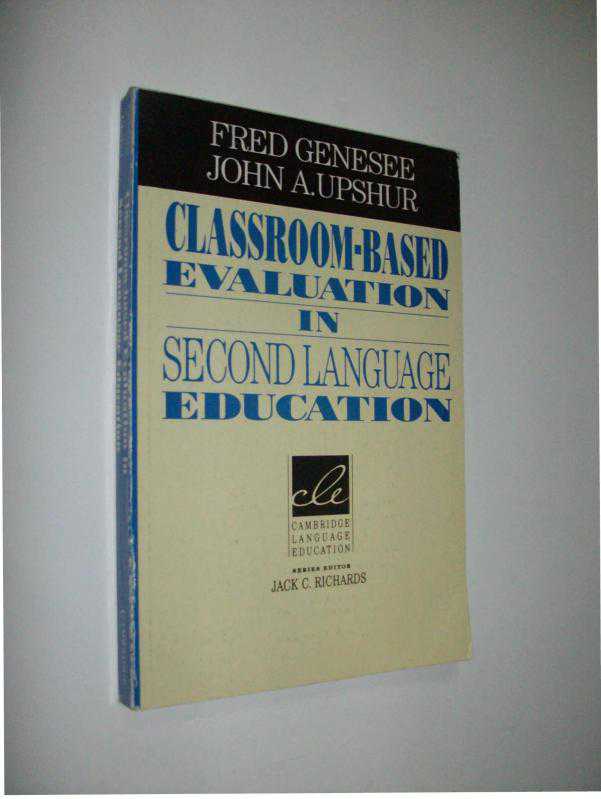 FRED GENESEE
JOHN A. UPSHUR
CLASSROOM-BASED
EVALUATION
IN
SECOND LANGUAGE
EDUCATION
cle
CAMBRIDGE
LANGUAGE
EDUCATION
SERIES EDITOR
JACK C. RICHARDS